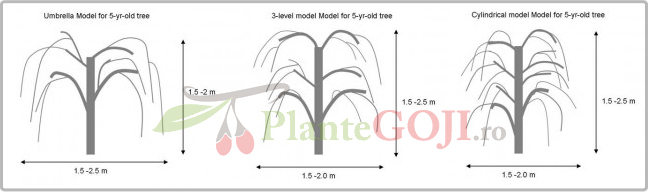 Umbrella Model for 5-yr-old tree
3-level model Model for 5-yr-old tree
Cylindrical model Model for 5-yr-old tree
1.5 -2 m
1.5 -2.5 m
1.5 -2.5 m
PlanteGOJI.ro
1.5 -2.5 m
1.5 -2.0 m
1.5 -2.0 m